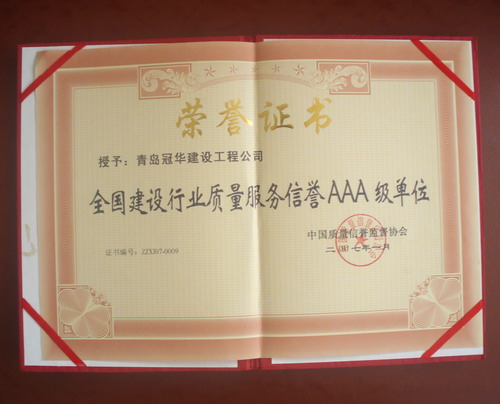 荣誉证书
授予：青岛冠华建设工程公司
全国建设行业质量服务信誉AAA级单位
中国质量信誉监督协会
证书编号：JZXJ07-0009
二〇〇七年一月